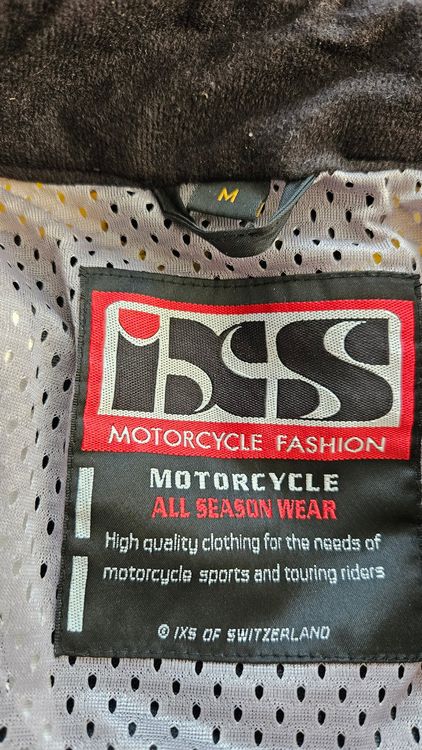 M
iXS
MOTORCYCLE FASHION
MOTORCYCLE
ALL SEASON WEAR
High quality clothing for the needs of
motorcycle sports and touring riders
© IXS OF SWITZERLAND